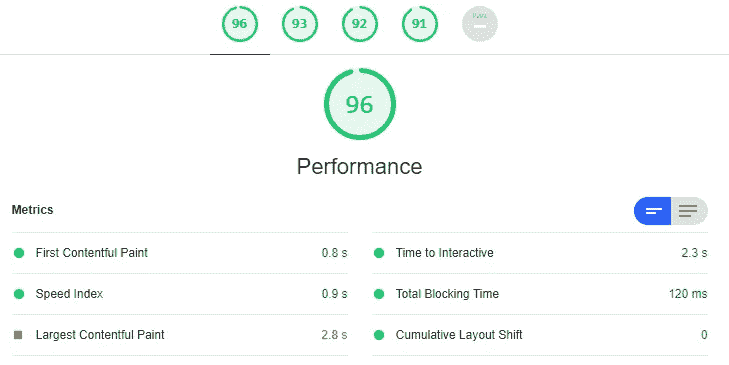 96 93 92 91
96
Performance
Metrics
First Contentful Paint 0.8 s
Time to Interactive 2.3 s
Speed Index 0.9 s
Total Blocking Time 120 ms
Largest Contentful Paint 2.8 s
Cumulative Layout Shift 0